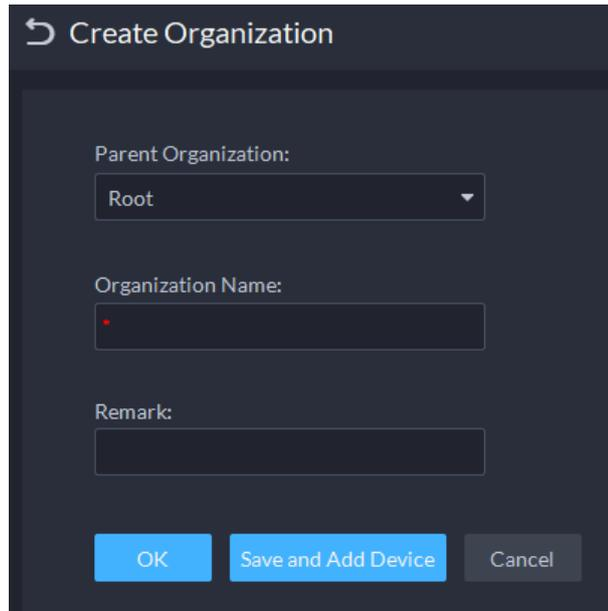 Create Organization
Parent Organization:
Root
Organization Name:
*
Remark:
OK Save and Add Device Cancel